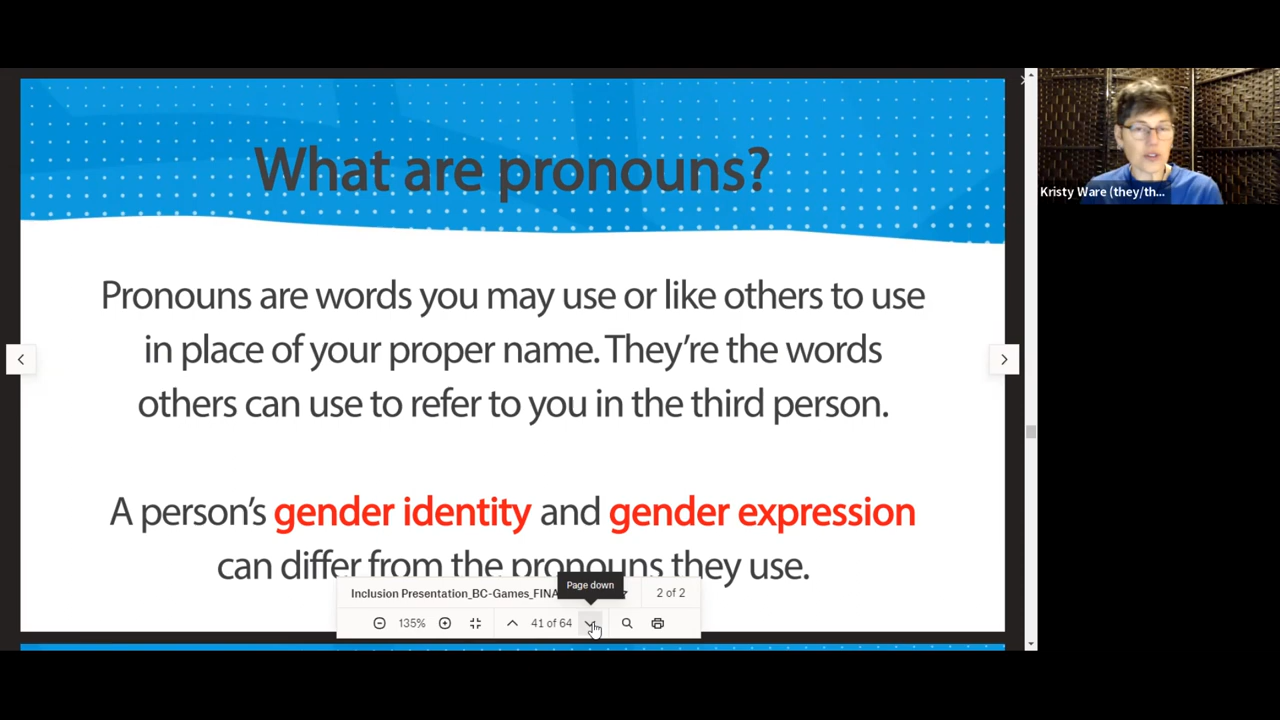 What are pronouns?
Kristy Ware (they/th...
Pronouns are words you may use or like others to use
in place of your proper name. They're the words
others can use to refer to you in the third person.
A person's gender identity and gender expression
can differ from the pronouns they use.
Page down
Inclusion Presentation_BC-Games_FINA
2 of 2
135%
41 of 64